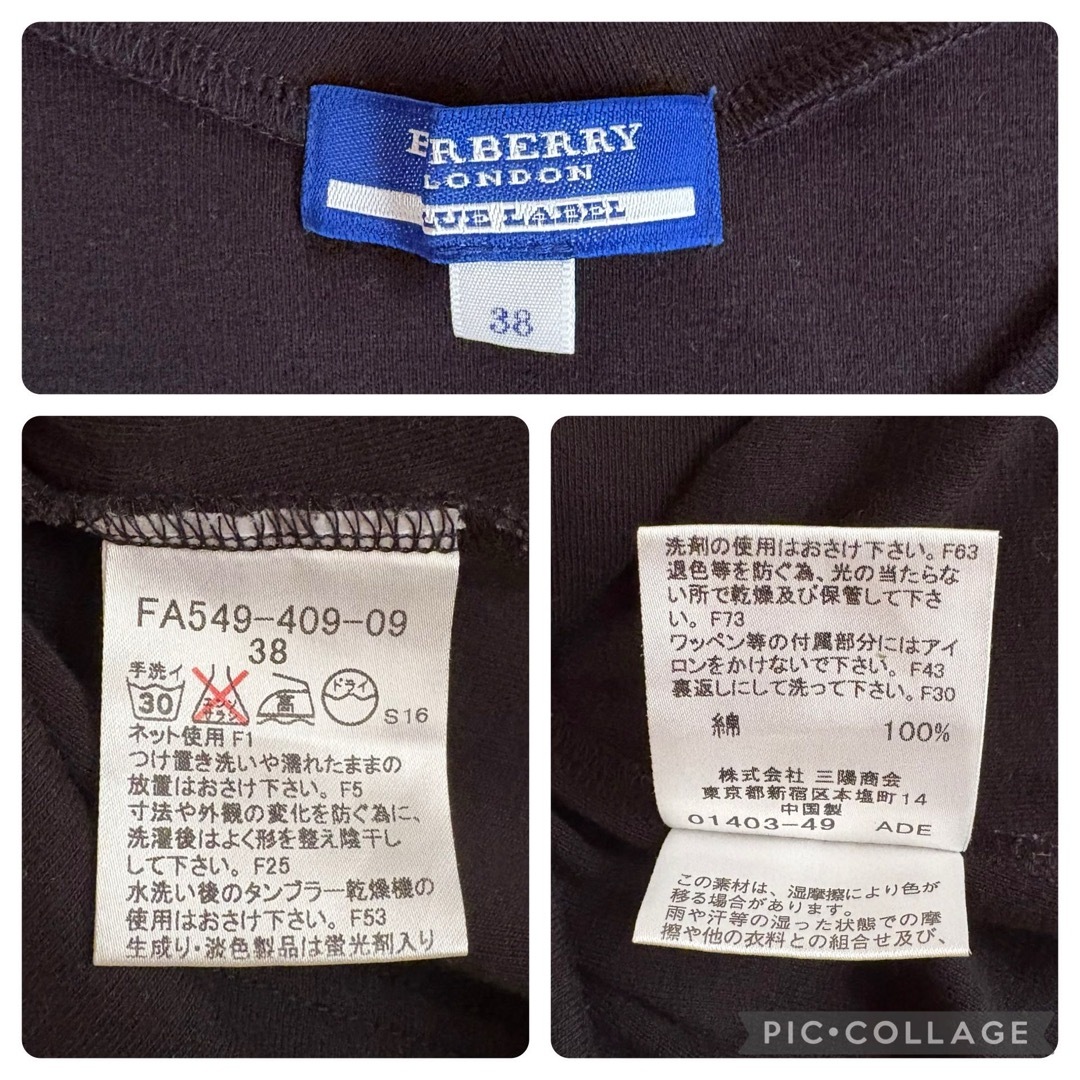 BURBERRY
LONDON
BLUE LABEL
38
FA549-409-09
38
手洗イ
30
エンソ
サラシ
高
ドライ
S16
ネット使用 F1
つけ置き洗いや濡れたままの
放置はおさけ下さい。F5
寸法や外観の変化を防ぐ為に、
洗濯後はよく形を整え陰干し
して下さい。F25
水洗い後のタンブラー乾燥機の
使用はおさけ下さい。F53
生成り・淡色製品は蛍光剤入り
洗剤の使用はおさけ下さい。F63
退色等を防ぐ為、光の当たらな
い所で乾燥及び保管して下さ
い。F73
ワッペン等の付属部分にはアイ
ロンをかけないで下さい。F43
裏返しにして洗って下さい。F30
綿 100%
株式会社 三陽商会
東京都新宿区本塩町14
中国製
01403-49 ADE
この素材は、湿摩擦により色が
移る場合があります。
雨や汗等の湿った状態での摩
擦や他の衣料との組合せ及び、
PIC•COLLAGE